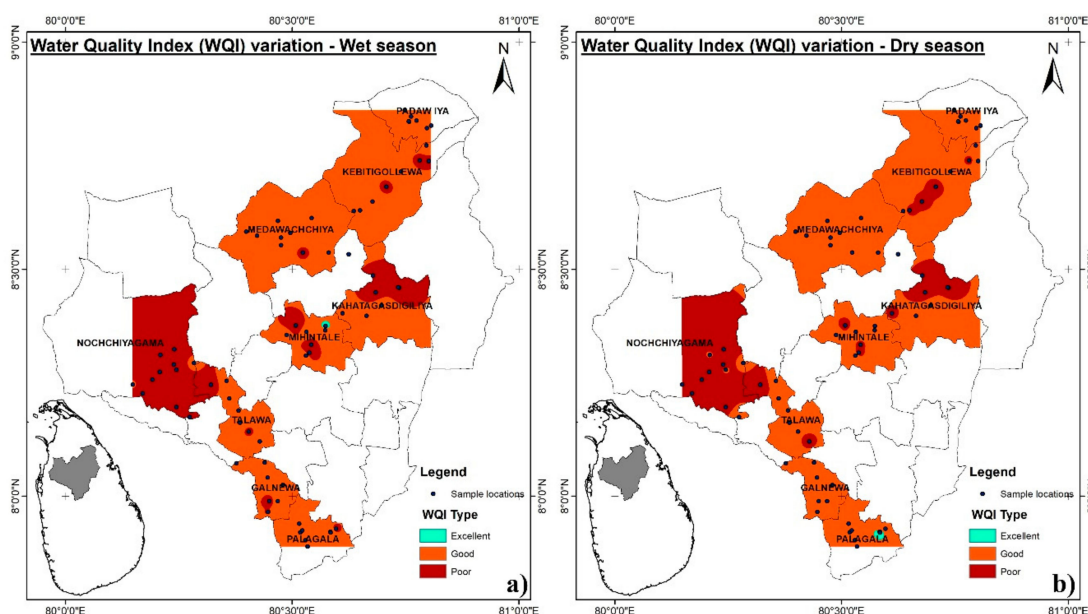 80°0'0"E 80°30'0"E 81°0'0"E
Water Quality Index (WQI) variation - Wet season
N
9°0'0"N
8°30'0"N
8°0'0"N
PADAW IYA
KEBITIGOLLEWA
MEDAWACHCHIYA
KAHATAGASDIGILIYA
MIHINTALE
NOCHCHIYAGAMA
TALAWA
GALNEWA
PALAGALA
Legend
Sample locations
WQI Type
Excellent
Good
Poor
a)
80°0'0"E 80°30'0"E 81°0'0"E
80°0'0"E 80°30'0"E 81°0'0"E
Water Quality Index (WQI) variation - Dry season
N
9°0'0"N
8°30'0"N
8°0'0"N
PADAW IYA
KEBITIGOLLEWA
MEDAWACHCHIYA
KAHATAGASDIGILIYA
MIHINTALE
NOCHCHIYAGAMA
TALAWA
GALNEWA
PALAGALA
Legend
Sample locations
WQI Type
Excellent
Good
Poor
b)
80°0'0"E 80°30'0"E 81°0'0"E